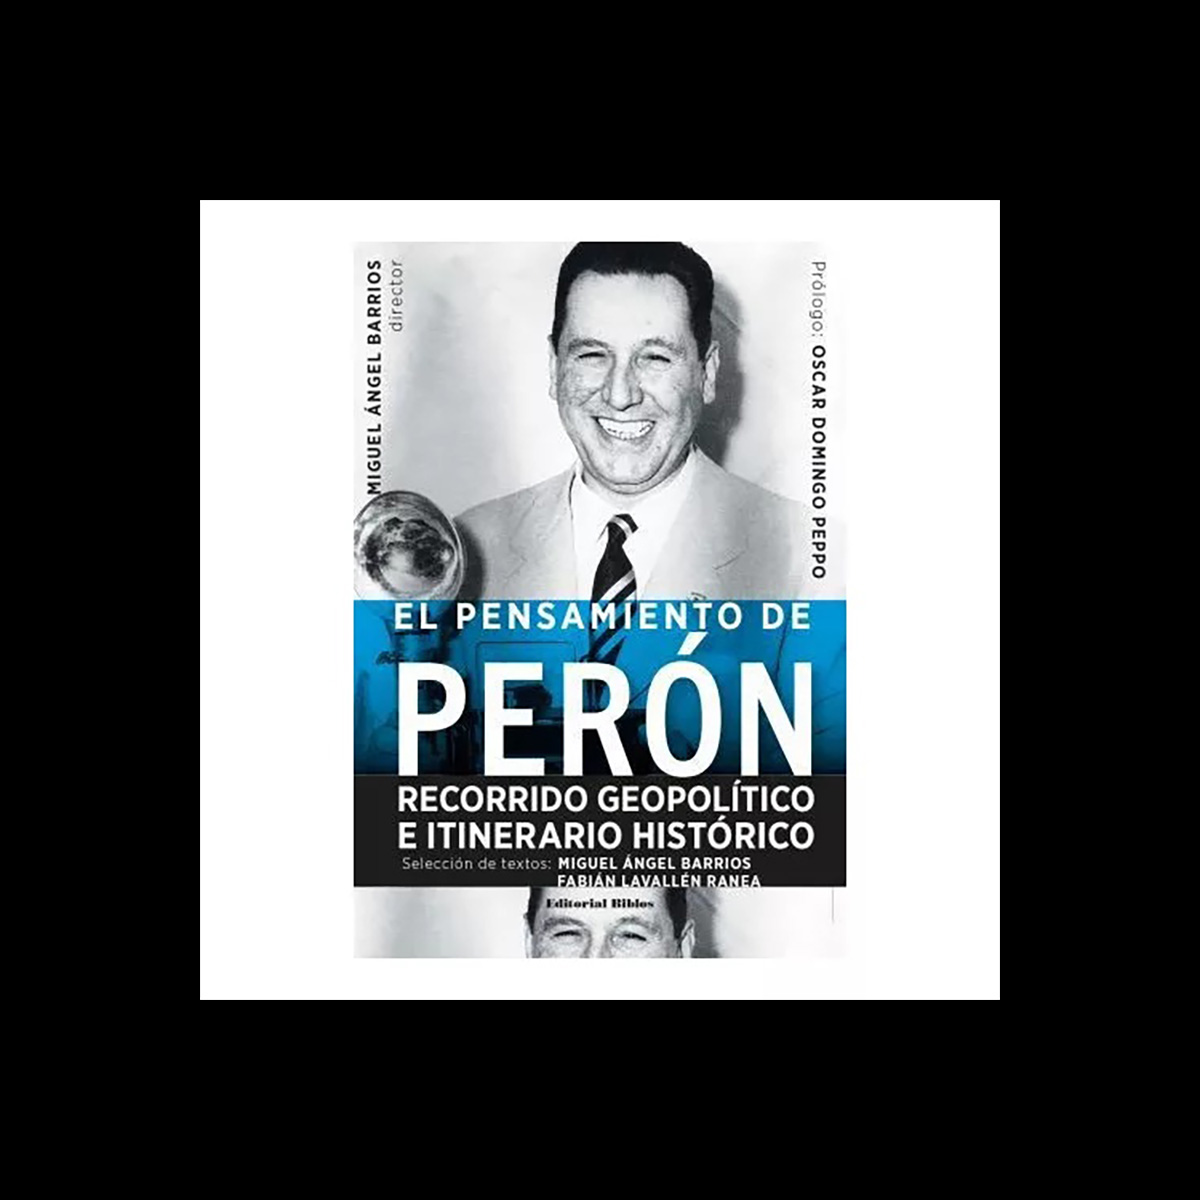 MIGUEL ÁNGEL BARRIOS
director
Prólogo: OSCAR DOMINGO PEPPO
EL PENSAMIENTO DE
PERÓN
RECORRIDO GEOPOLÍTICO
E ITINERARIO HISTÓRICO
Selección de textos: MIGUEL ÁNGEL BARRIOS
FABIÁN LAVALLÉN RANEA
Editorial Biblos